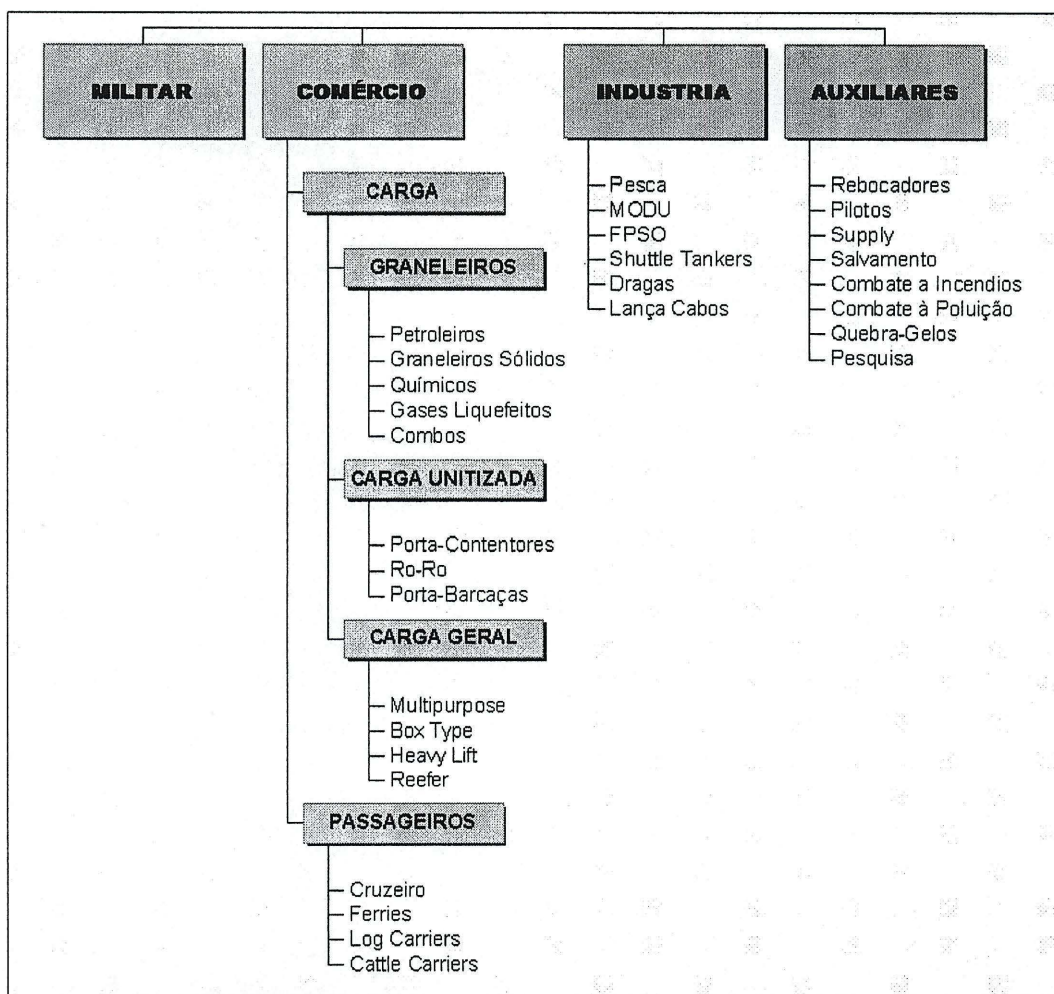 MILITAR
COMÉRCIO
INDUSTRIA
AUXILIARES
CARGA
GRANELEIROS
Petroleiros
Graneleiros Sólidos
Químicos
Gases Liquefeitos
Combos
CARGA UNITIZADA
Porta-Contentores
Ro-Ro
Porta-Barcaças
CARGA GERAL
Multipurpose
Box Type
Heavy Lift
Reefer
PASSAGEIROS
Cruzeiro
Ferries
Log Carriers
Cattle Carriers
Pesca
MODU
FPSO
Shuttle Tankers
Dragas
Lança Cabos
Rebocadores
Pilotos
Supply
Salvamento
Combate a Incendios
Combate à Poluição
Quebra-Gelos
Pesquisa